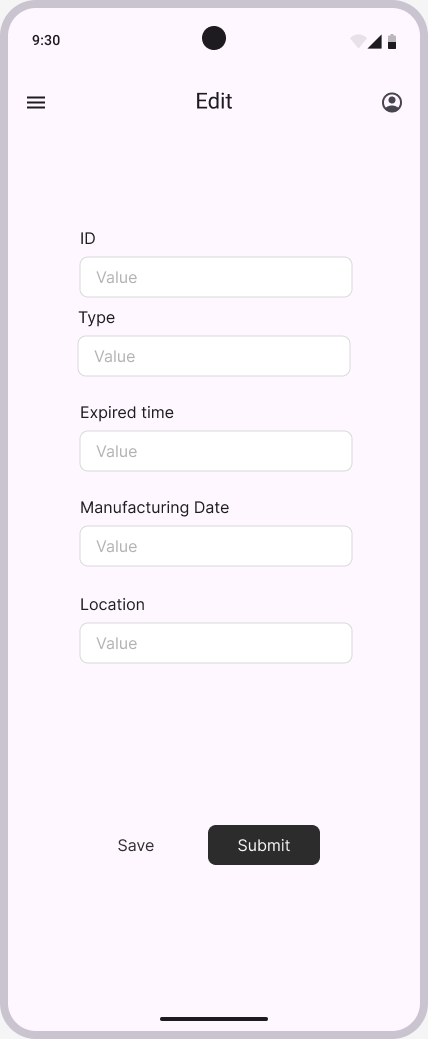 9:30
Edit
ID
Value
Type
Value
Expired time
Value
Manufacturing Date
Value
Location
Value
Save Submit